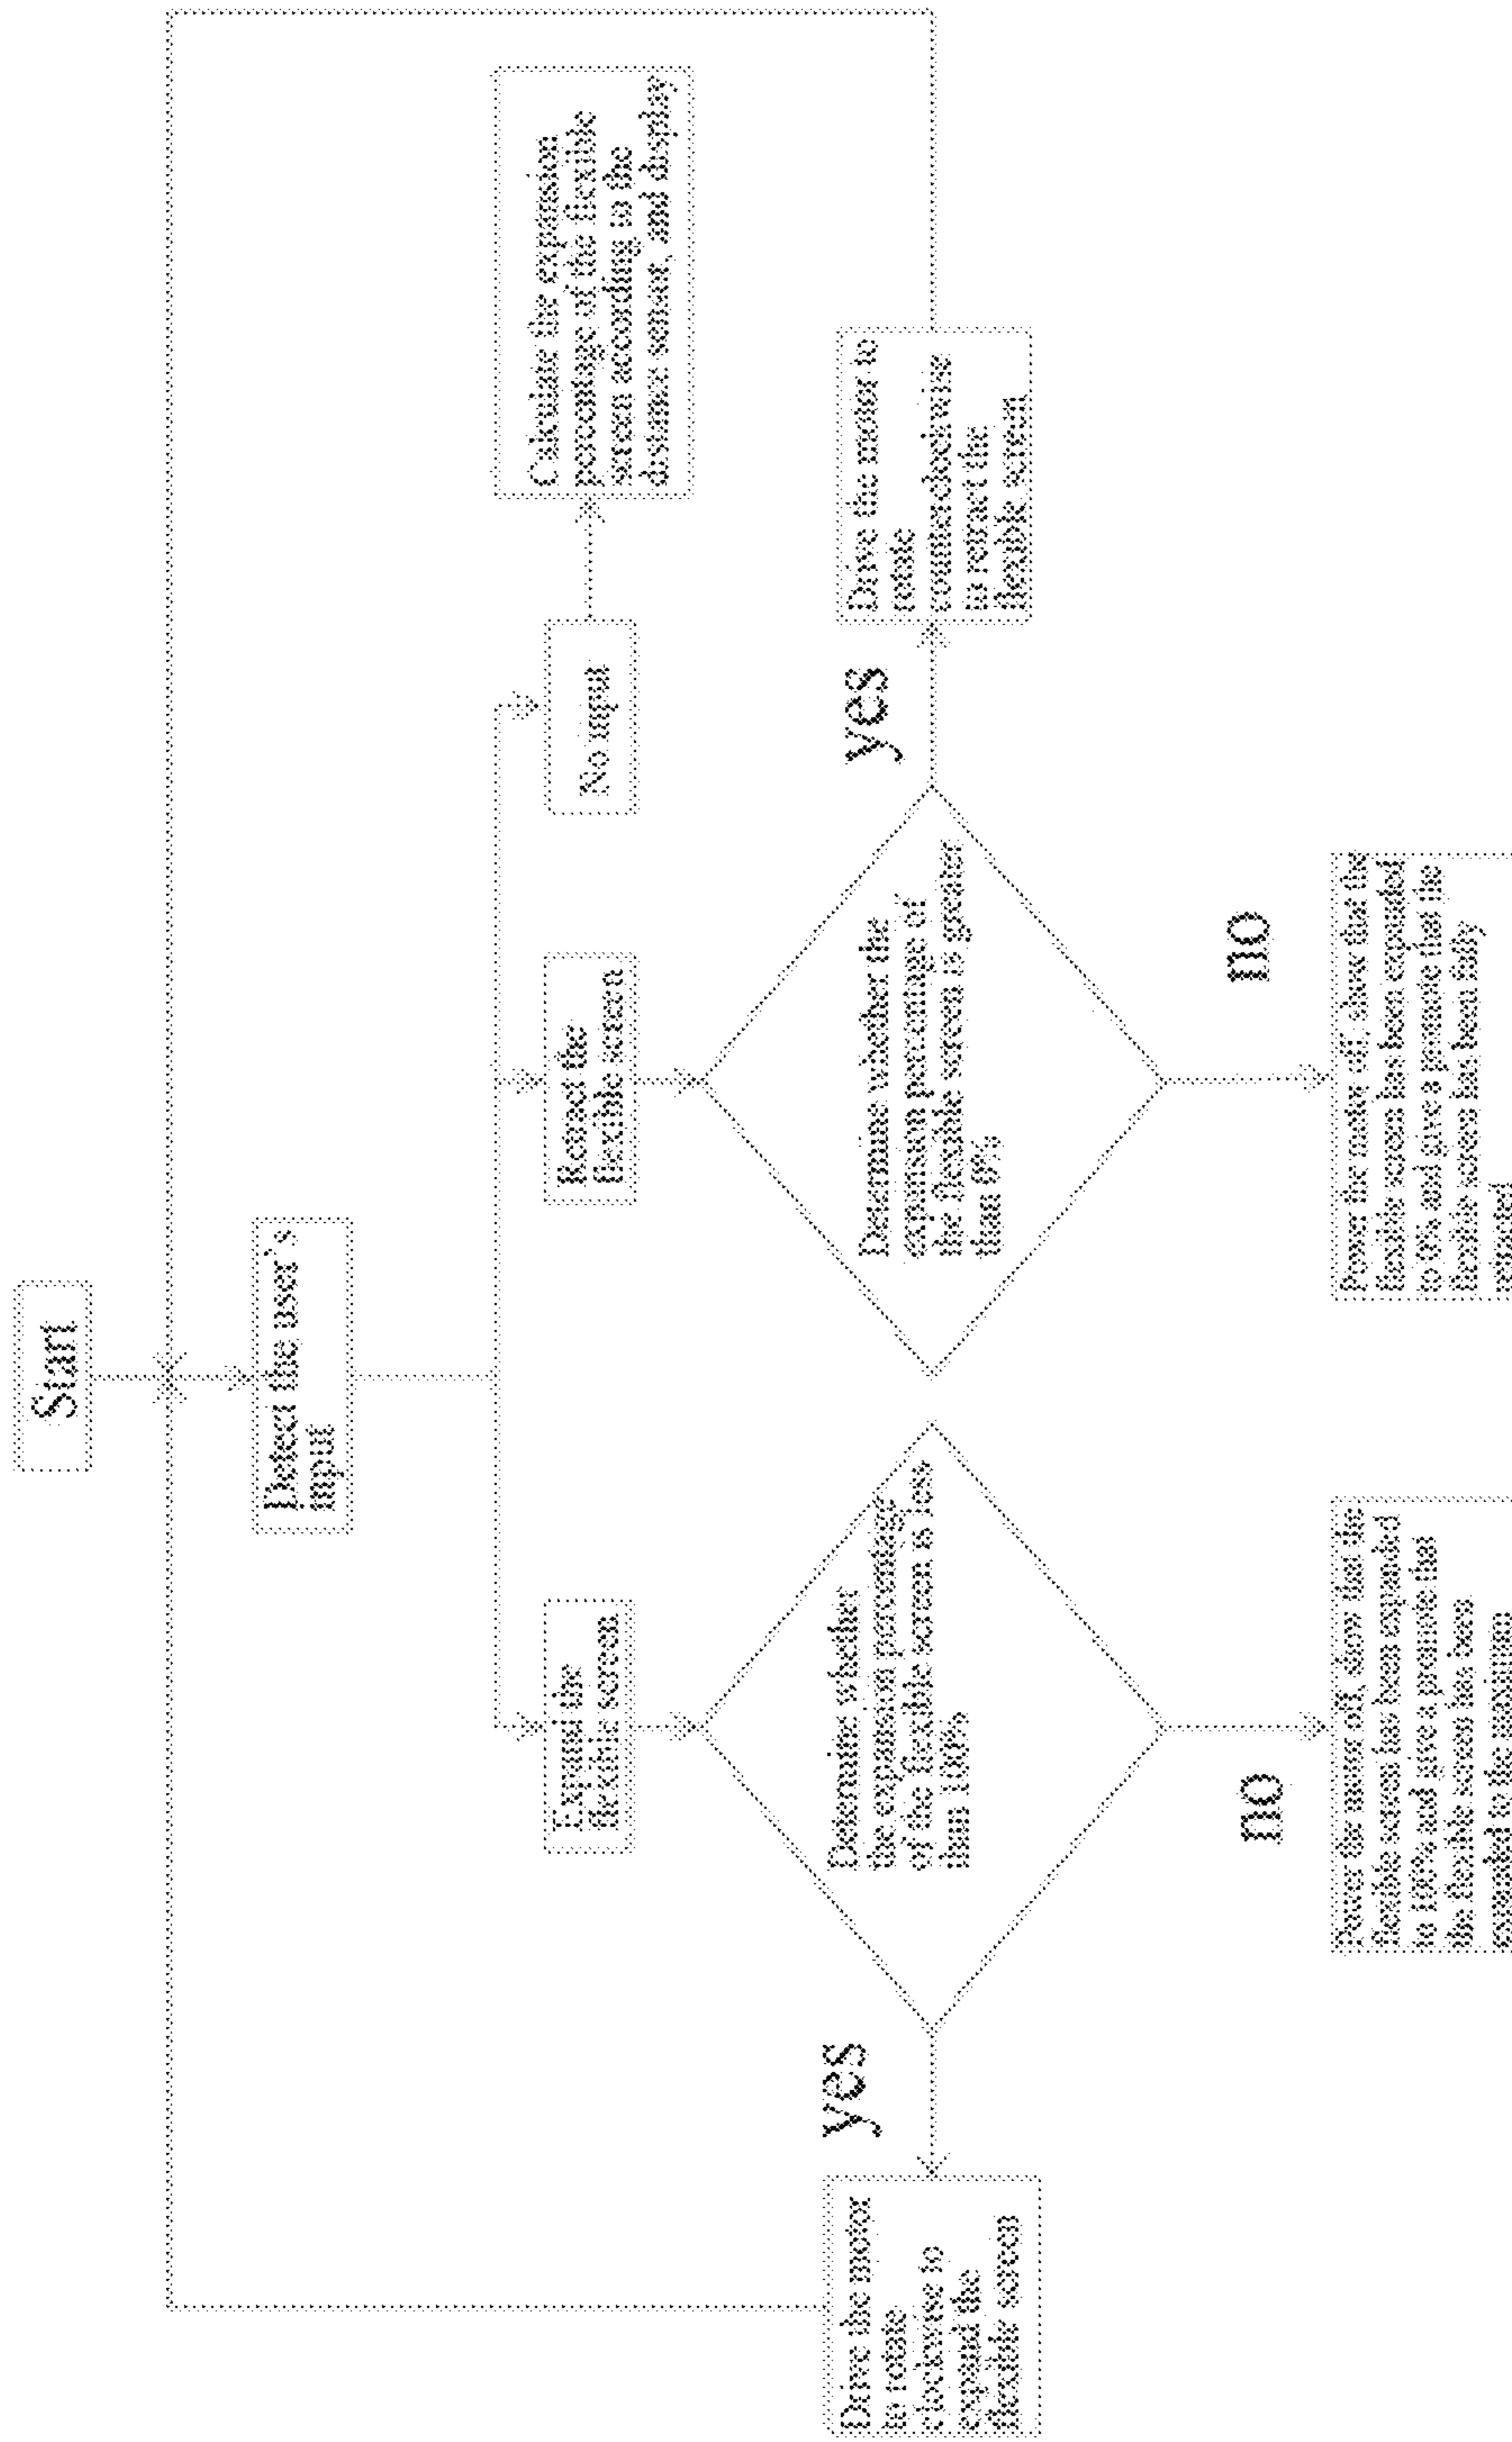 Start
Detect the user's
input
Expand the
flexible screen
Retract the
flexible screen
No input
Calculate the expansion
percentage of the flexible
screen according to the
distance sensor, and display
Determine whether
the expansion percentage
of the flexible screen is less
than 100%
Determine whether the
expansion percentage of
the flexible screen is greater
than 0%
yes
yes
Drive the motor
to rotate
clockwise to
expand the
flexible screen
Drive the motor to
rotate
counterclockwise
to retract the
flexible screen
no
no
Power the motor off, show that the
flexible screen has been expanded
to 100% and give a promote that
the flexible screen has been
expanded to the maximum
Power the motor off, show that the
flexible screen has been expanded
to 0% and give a promote that the
flexible screen has been fully